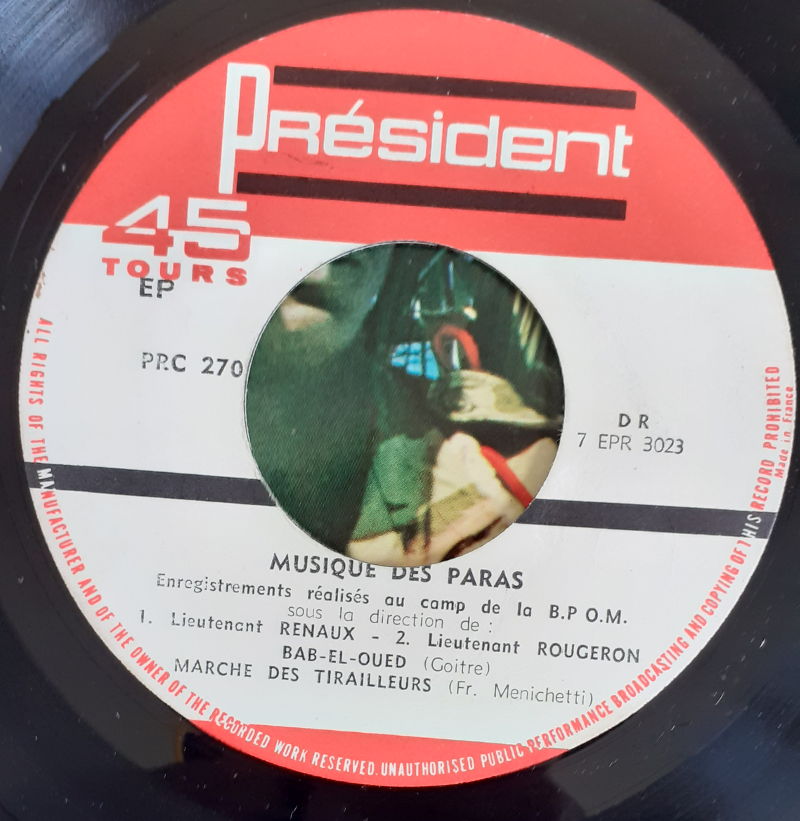 Président
45
TOURS
EP
PRC 270
DR
7 EPR 3023
MUSIQUE DES PARAS
Enregistrements réalisés au camp de la B.P O.M.
sous la direction de :
1. Lieutenant RENAUX - 2. Lieutenant ROUGERON
BAB-EL-OUED (Goitre)
MARCHE DES TIRAILLEURS (Fr. Menichetti)
ALL RIGHTS OF THE MANUFACTURER AND OF THE OWNER OF THE RECORDED WORK RESERVED. UNAUTHORISED PUBLIC PERFORMANCE BROADCASTING AND COPYING OF THIS RECORD PROHIBITED
Made in France